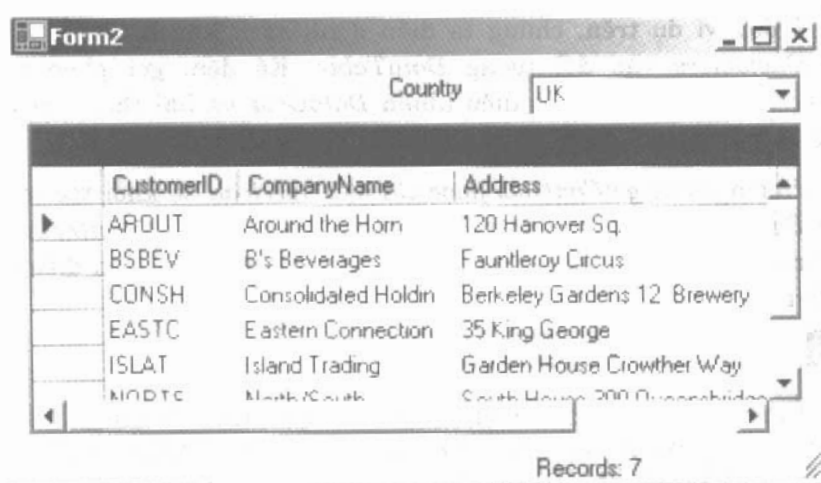 Form2
Country UK
CustomerID CompanyName Address
AROUT Around the Horn 120 Hanover Sq.
BSBEV B's Beverages Fauntleroy Circus
CONSH Consolidated Holdin Berkeley Gardens 12 Brewery
EASTC Eastern Connection 35 King George
ISLAT Island Trading Garden House Crowther Way
Records: 7